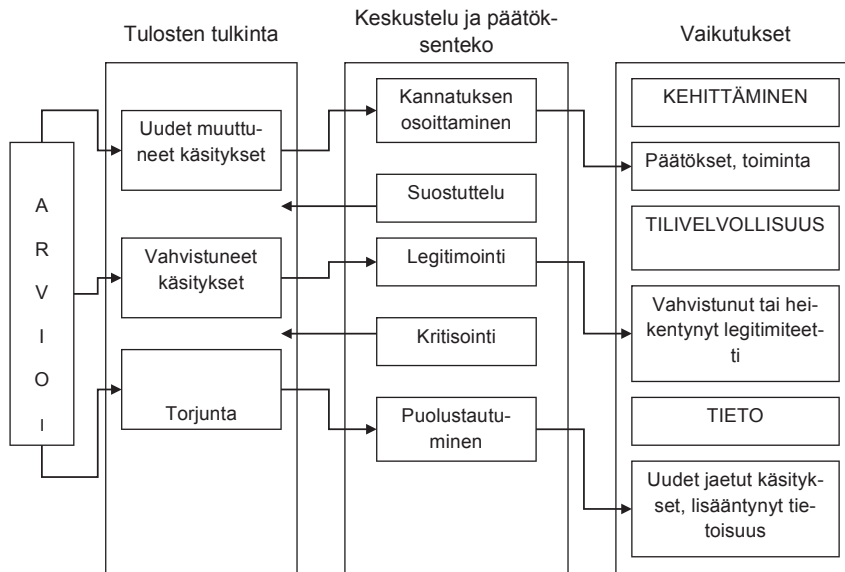 Tulosten tulkinta
Keskustelu ja päätök-
senteko
Vaikutukset
A
R
V
I
O
I
Uudet muuttu-
neet käsitykset
Vahvistuneet
käsitykset
Torjunta
Kannatuksen
osoittaminen
Suostuttelu
Legitimointi
Kritisointi
Puolustautu-
minen
KEHITTÄMINEN
Päätökset, toiminta
TILIVELVOLLISUUS
Vahvistunut tai hei-
kentynyt legitimiteet-
ti
TIETO
Uudet jaetut käsityk-
set, lisääntynyt tie-
toisuus